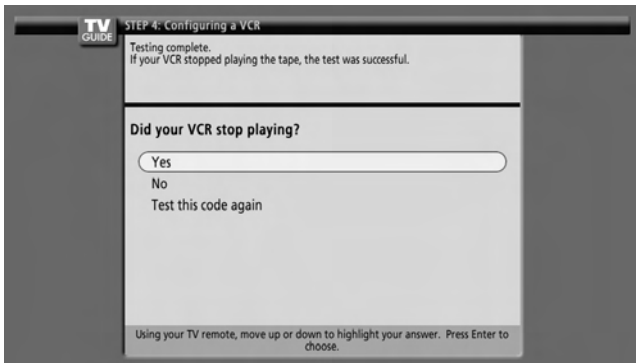 TV
GUIDE
STEP 4: Configuring a VCR
Testing complete.
If your VCR stopped playing the tape, the test was successful.
Did your VCR stop playing?
Yes
No
Test this code again
Using your TV remote, move up or down to highlight your answer. Press Enter to
choose.